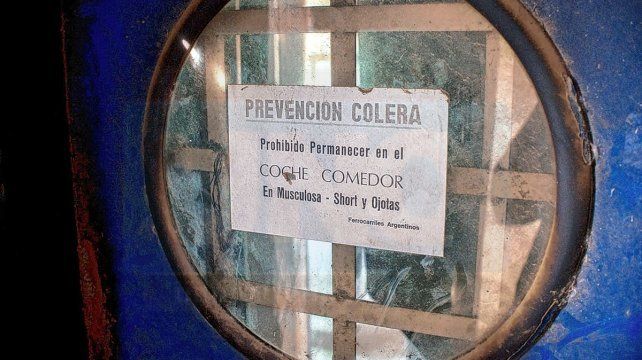 PREVENCION COLERA
Prohibido Permanecer en el
COCHE COMEDOR
En Musculosa - Short y Ojotas
Ferrocarriles Argentinos